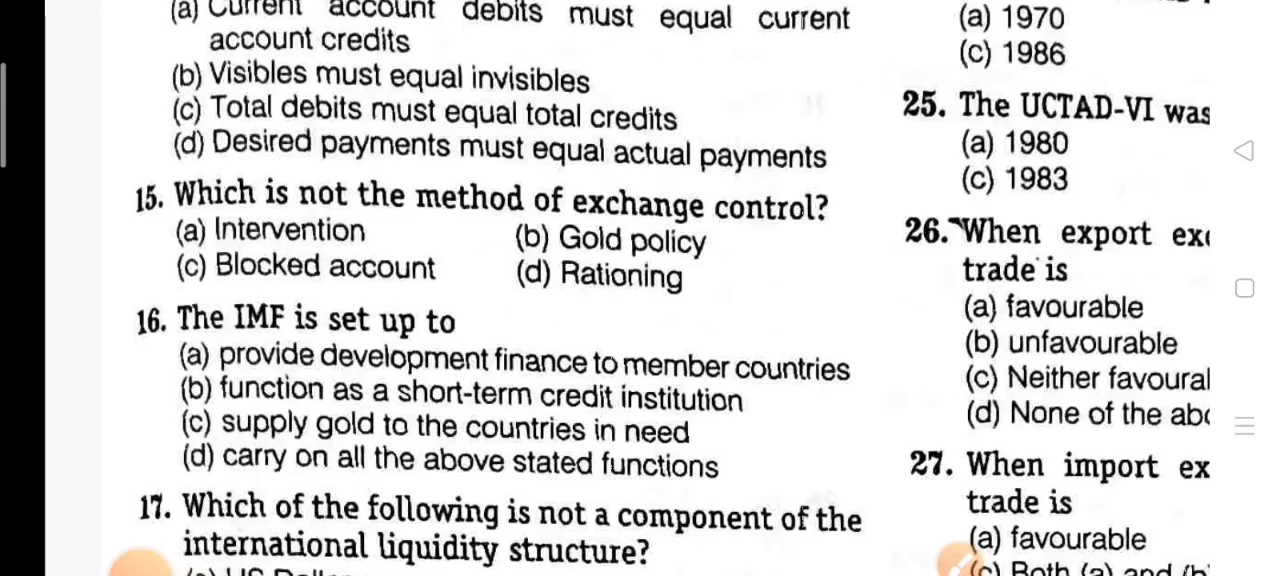 (a) Current account debits must equal current
account credits
(b) Visibles must equal invisibles
(c) Total debits must equal total credits
(d) Desired payments must equal actual payments
15. Which is not the method of exchange control?
(a) Intervention (b) Gold policy
(c) Blocked account (d) Rationing
16. The IMF is set up to
(a) provide development finance to member countries
(b) function as a short-term credit institution
(c) supply gold to the countries in need
(d) carry on all the above stated functions
17. Which of the following is not a component of the
international liquidity structure?
(a) 1970
(c) 1986
25. The UCTAD-VI was
(a) 1980
(c) 1983
26. When export
trade is
(a) favourable
(b) unfavourable
(c) Neither
(d) None of the
27. When import
trade is
(a) favourable
(c) Both (a) and